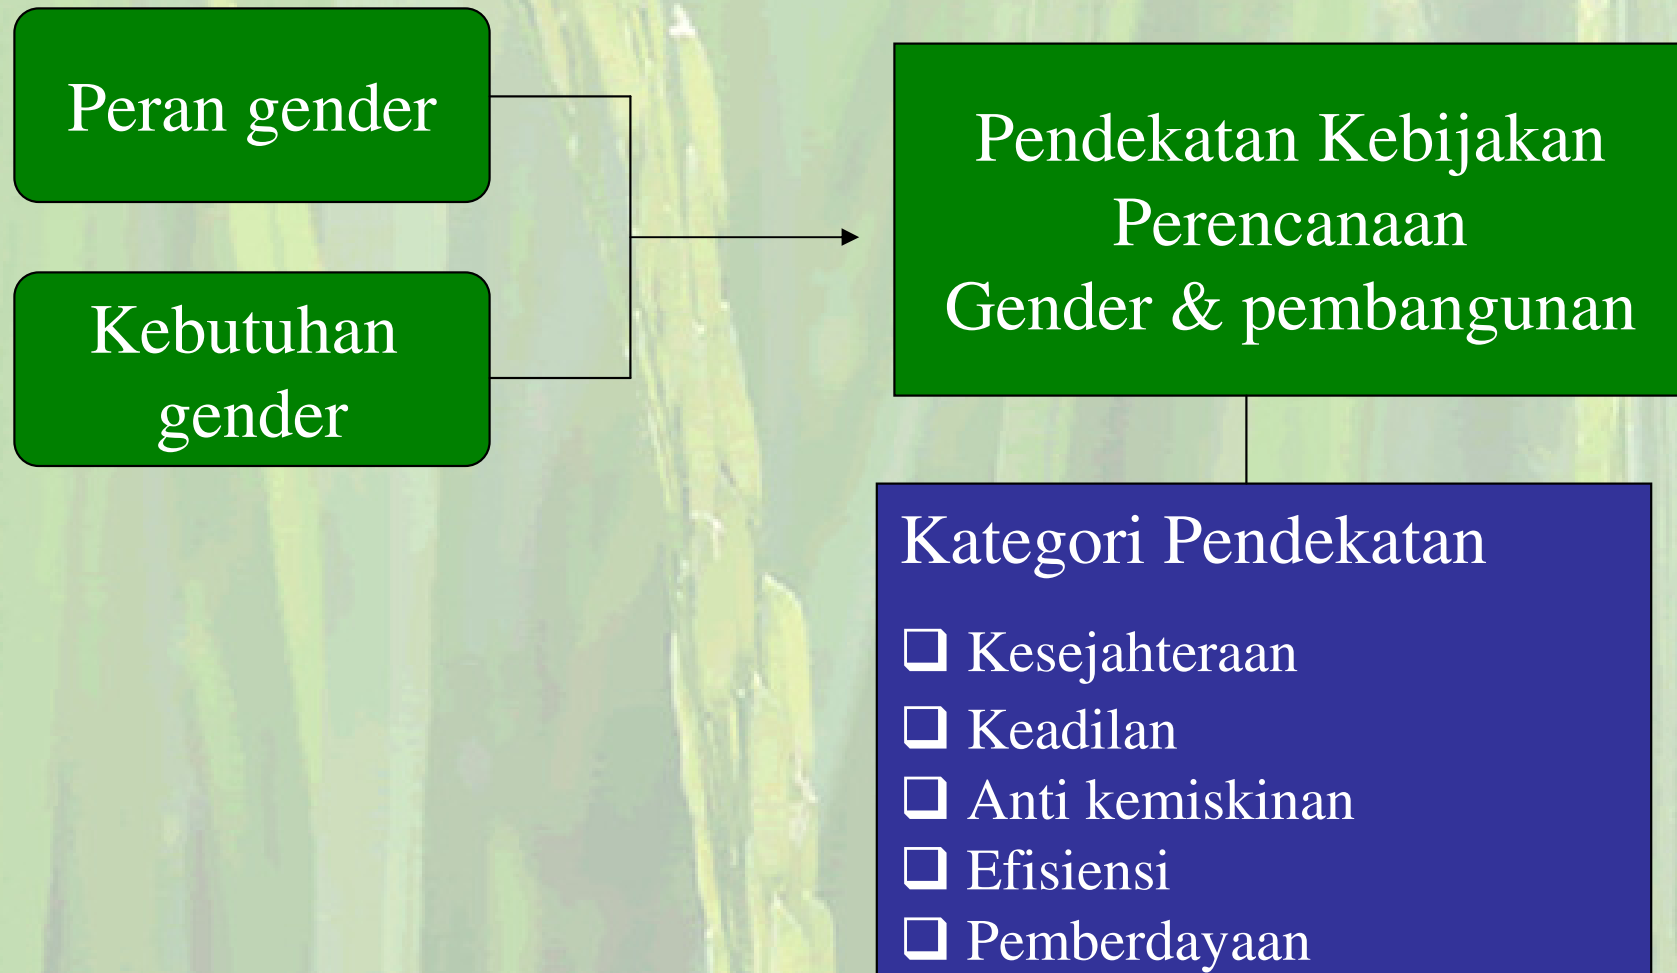 Peran gender
Kebutuhan
gender
Pendekatan Kebijakan
Perencanaan
Gender & pembangunan
Kategori Pendekatan
Kesejahteraan
Keadilan
Anti kemiskinan
Efisiensi
Pemberdayaan